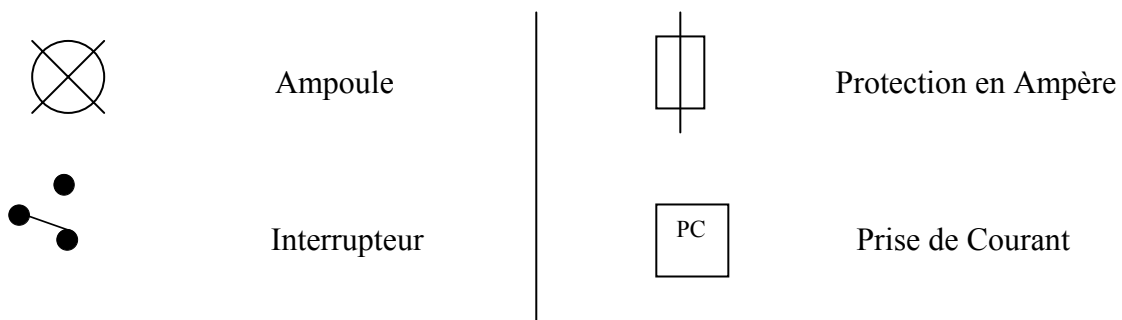 Ampoule
Protection en Ampère
Interrupteur
PC
Prise de Courant